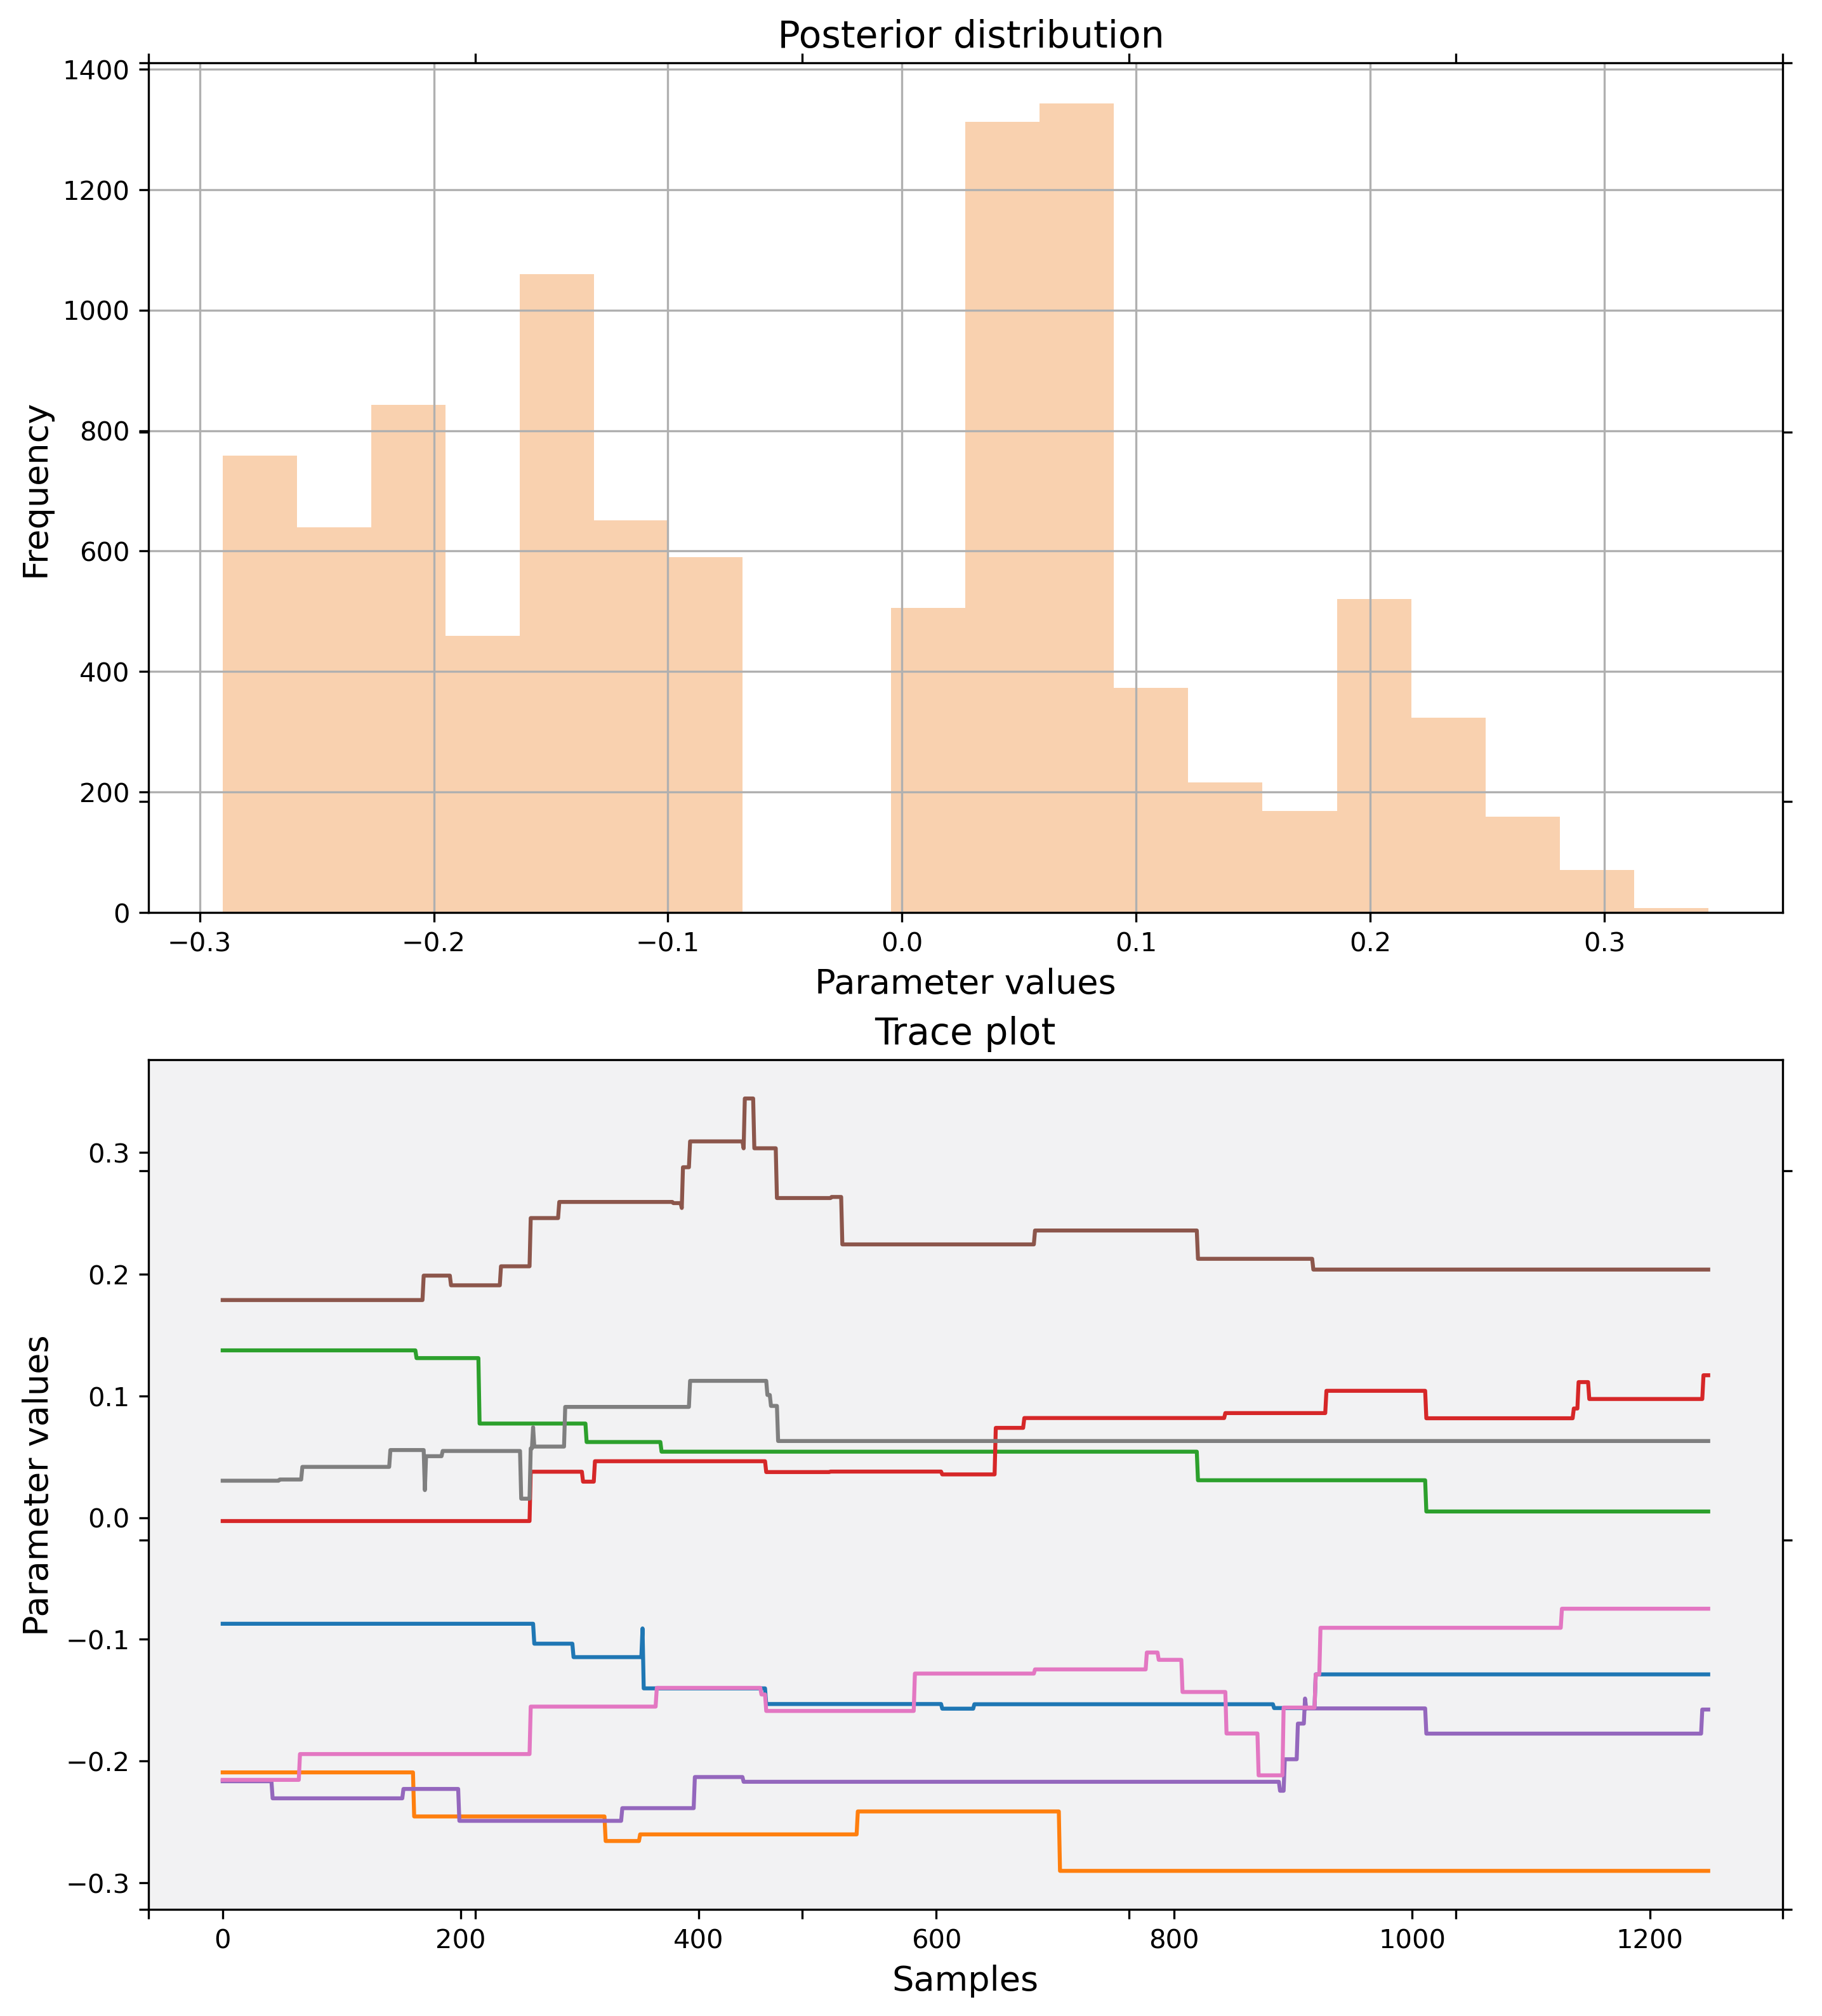 Posterior distribution
1400
1200
1000
800
600
400
200
0
Frequency
−0.3 −0.2 −0.1 0.0 0.1 0.2 0.3
Parameter values
Trace plot
0.3
0.2
0.1
0.0
−0.1
−0.2
−0.3
Parameter values
0 200 400 600 800 1000 1200
Samples